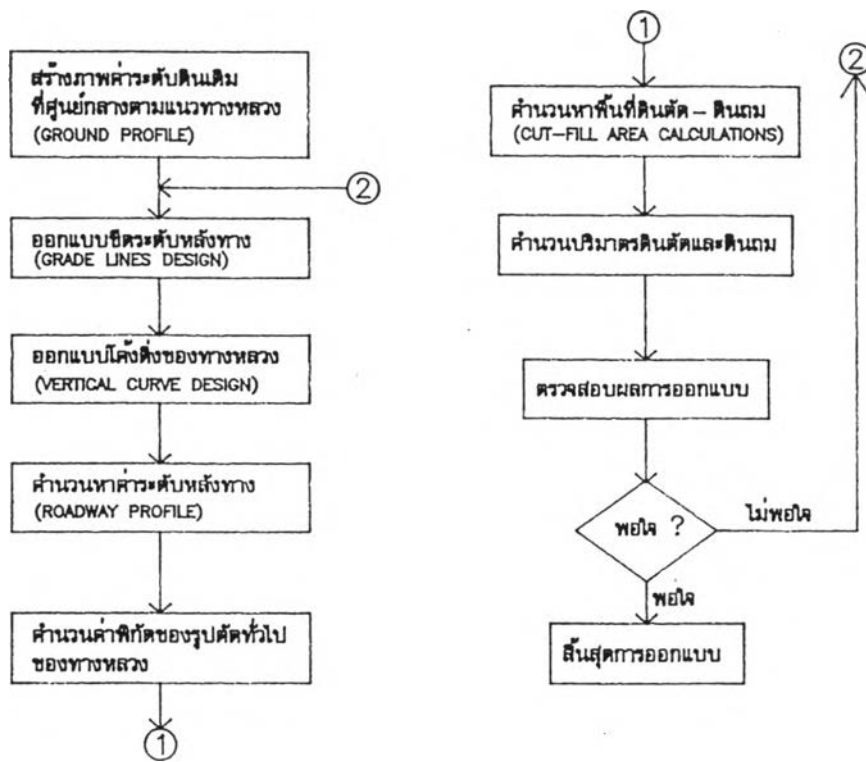 สร้างภาพค่าระดับดินเดิม
ที่ศูนย์กลางตามแนวทางหลวง
(GROUND PROFILE)
2
ออกแบบขีดระดับหลังทาง
(GRADE LINES DESIGN)
ออกแบบโค้งดิ่งของทางหลวง
(VERTICAL CURVE DESIGN)
คำนวนหาค่าระดับหลังทาง
(ROADWAY PROFILE)
คำนวนค่าพิกัดของรูปตัดทั่วไป
ของทางหลวง
1
1
2
คำนวนหาพื้นที่ดินตัด - ดินถม
(CUT-FILL AREA CALCULATIONS)
คำนวนปริมาตรดินตัดและดินถม
ตรวจสอบผลการออกแบบ
พอใจ ?
ไม่พอใจ
พอใจ
สิ้นสุดการออกแบบ